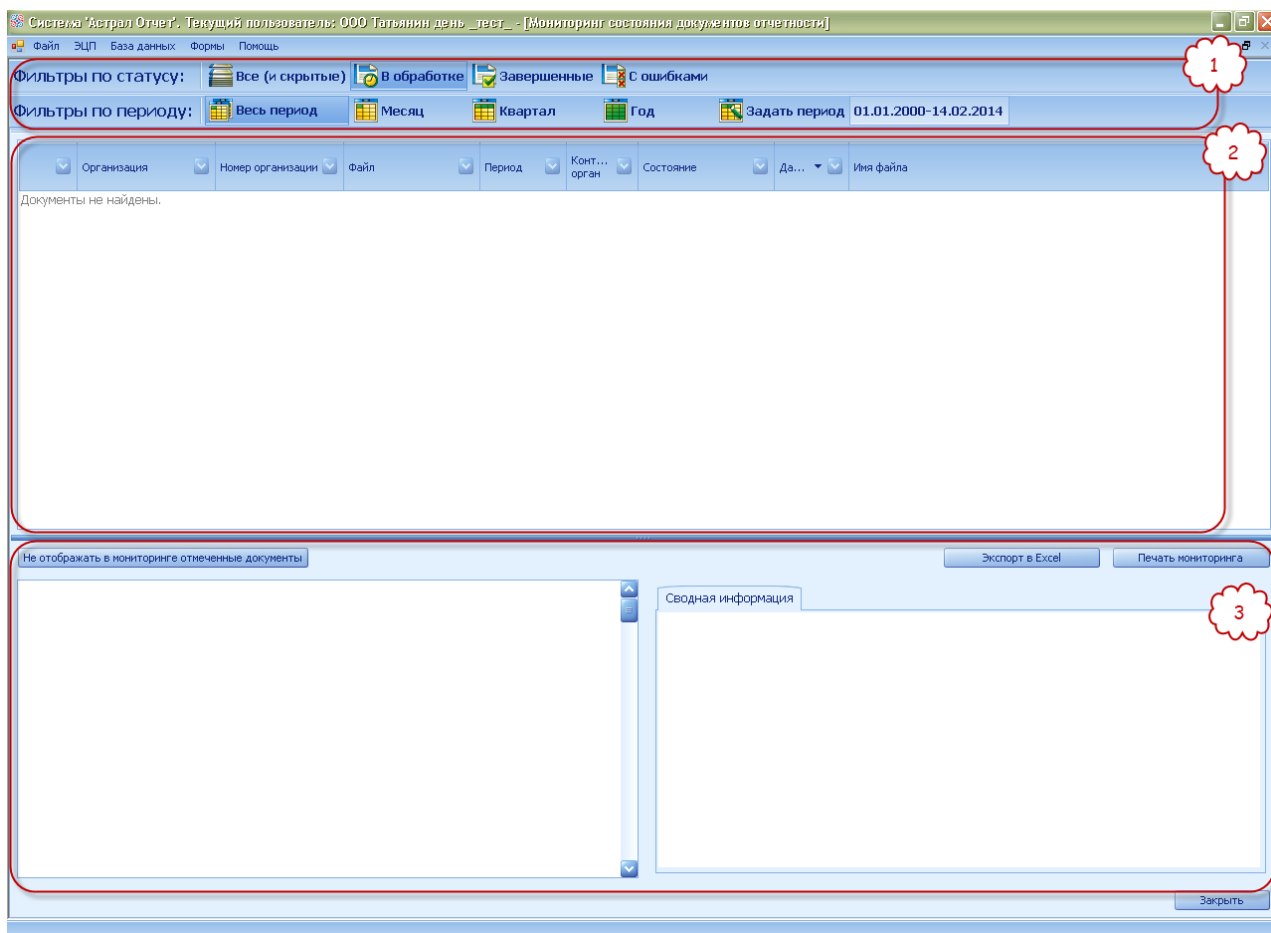 Система 'Астрал Отчет'. Текущий пользователь: ООО Татьянин день _тест_ - [Мониторинг состояния документов отчетности]
Файл ЭЦП База данных Формы Помощь
1
Фильтры по статусу: Все (и скрытые) В обработке Завершенные С ошибками
Фильтры по периоду: Весь период Месяц Квартал Год Задать период 01.01.2000-14.02.2014
2
Организация Номер организации Файл Период Конт... орган Состояние Да... Имя файла
Документы не найдены.
Не отображать в мониторинге отмеченные документы Экспорт в Excel Печать мониторинга
Сводная информация
3
Закрыть